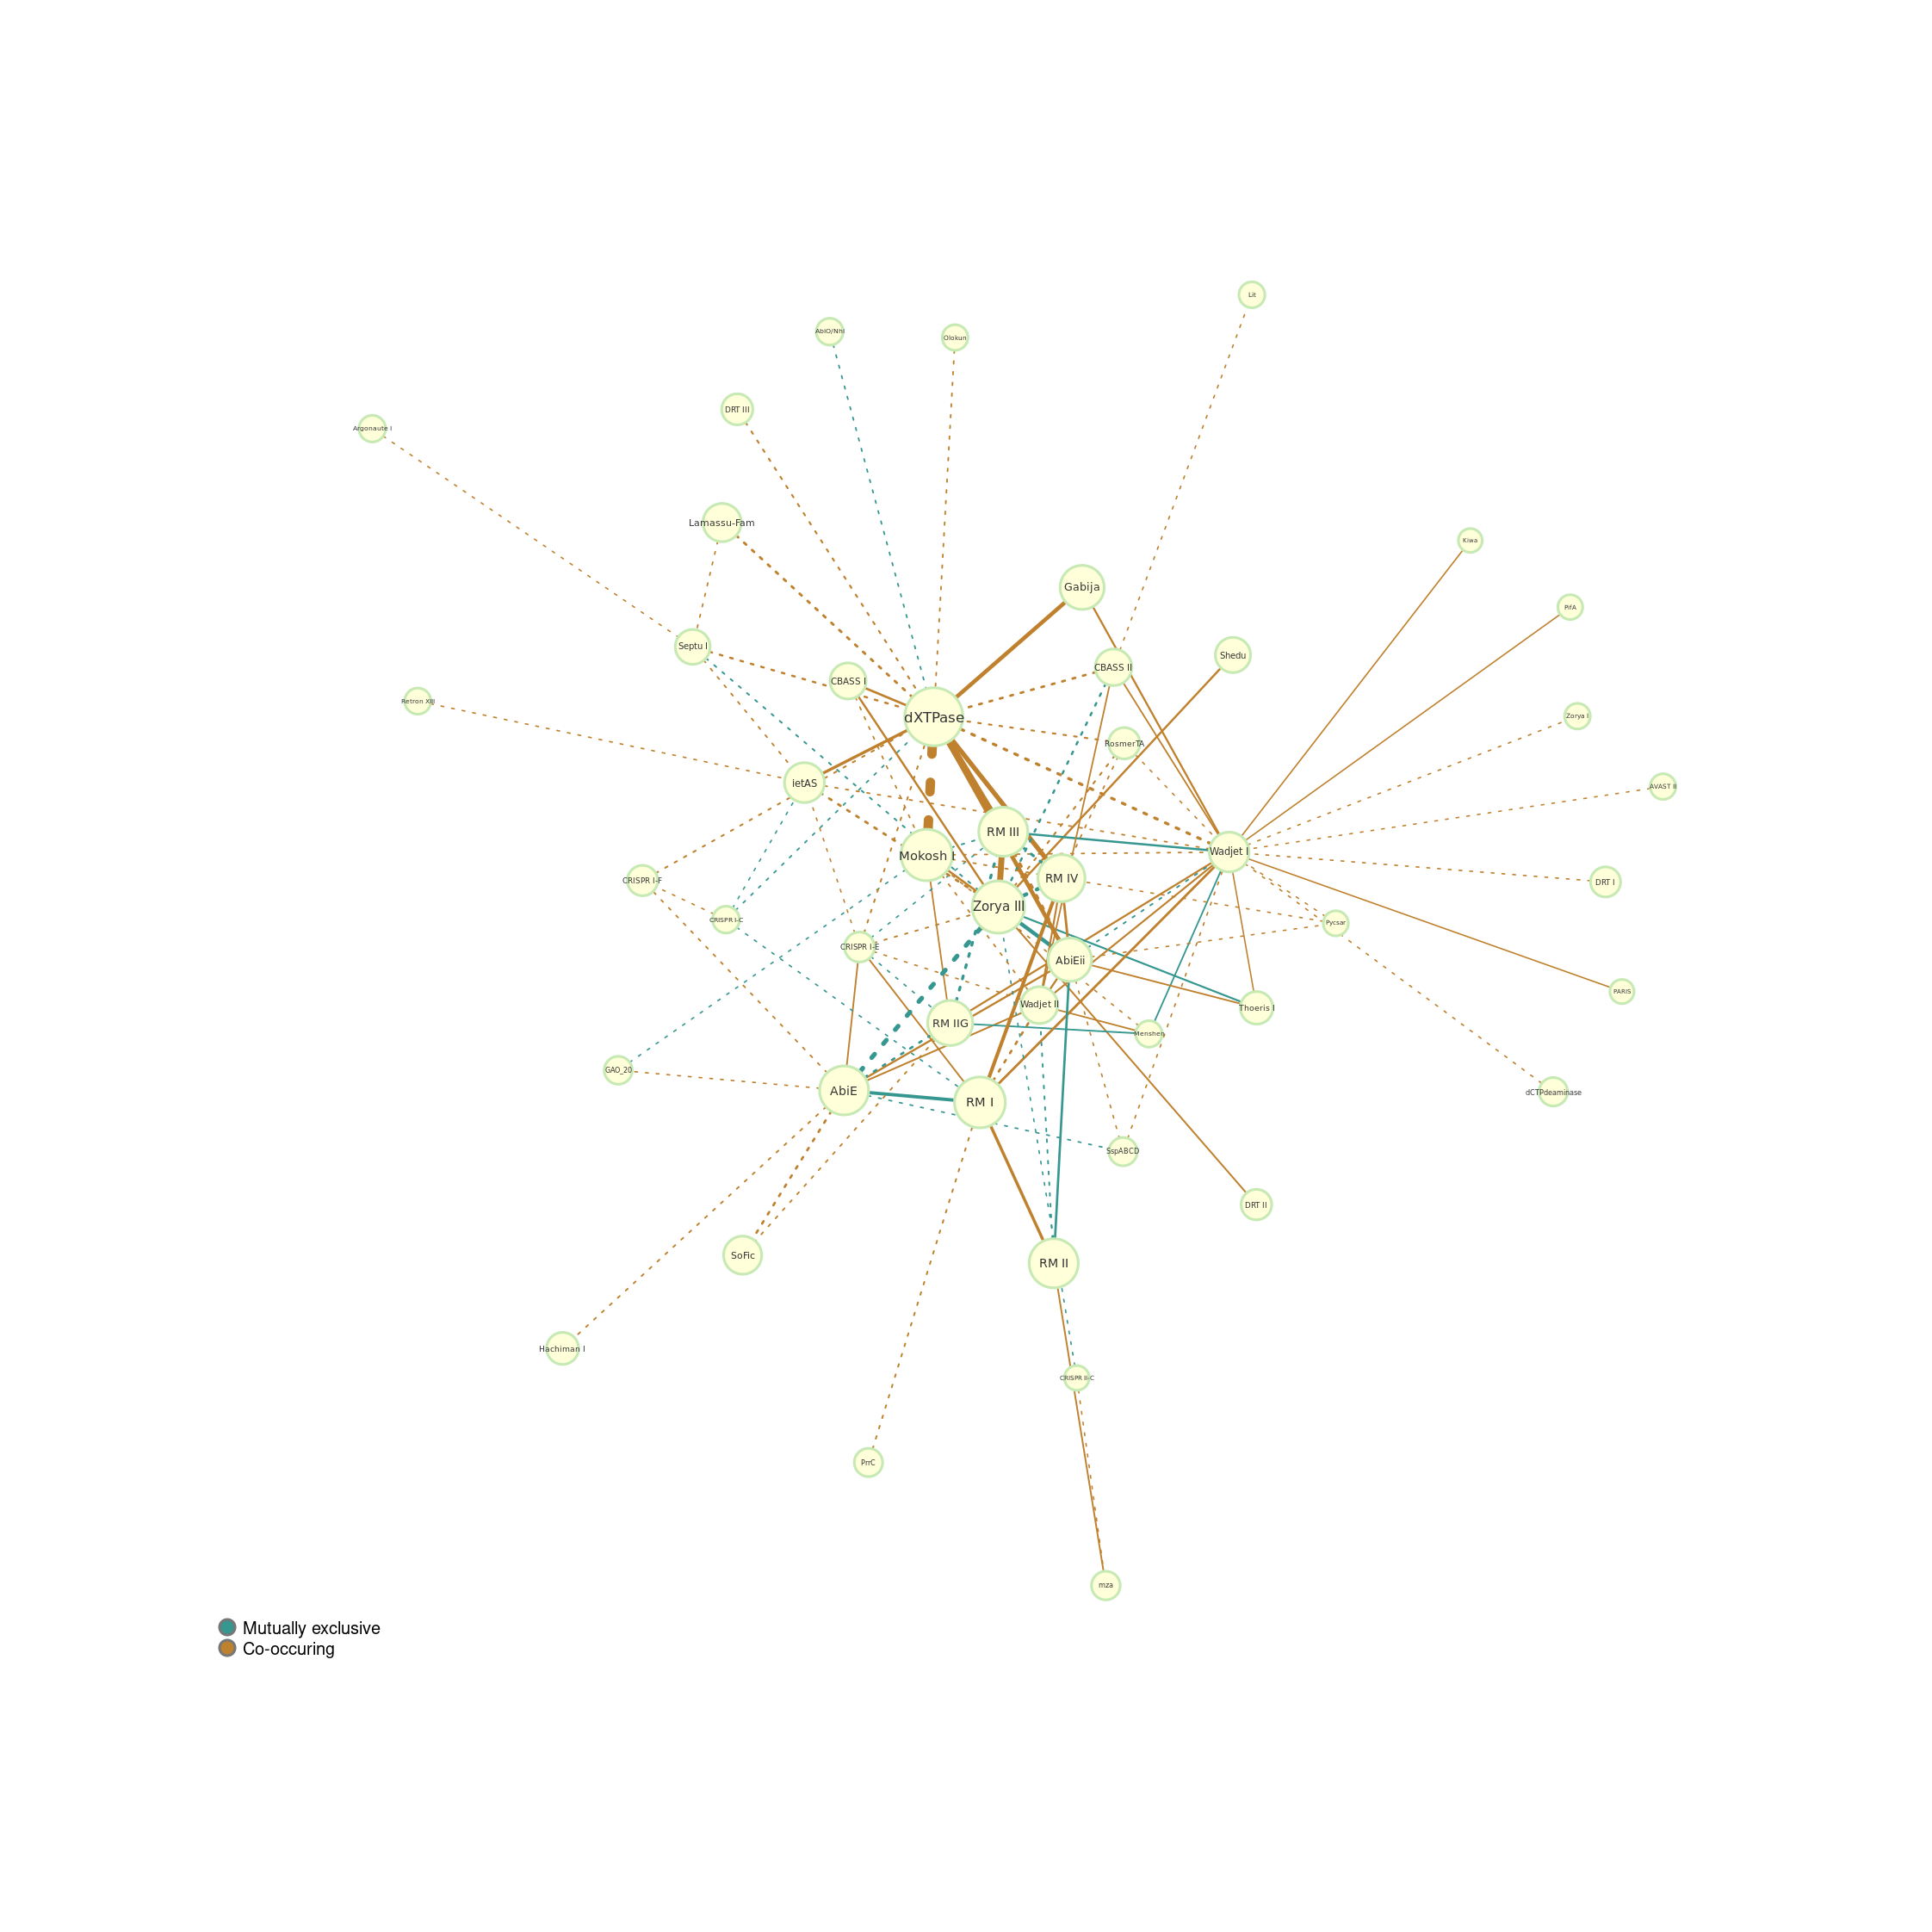 Lit
AbiO/Nhi
Olokun
DRT III
Argonaute I
Lamassu-Fam
Kiwa
Gabija
PifA
Septu I
Shedu
CBASS II
CBASS I
Retron XIII
dXTPase
Zorya I
RosmerTA
ietAS
AVAST II
RM III
Wadjet I
Mokosh I
RM IV
CRISPR I-F
DRT I
Zorya III
CRISPR I-C
Pycsar
CRISPR I-E
AbiEii
PARIS
Wadjet II
Thoeris I
RM IIG
Menshen
GAO_20
AbiE
dCTPdeaminase
RM I
SspABCD
DRT II
SoFic
RM II
Hachiman I
CRISPR II-C
PrrC
mza
Mutually exclusive
Co-occuring